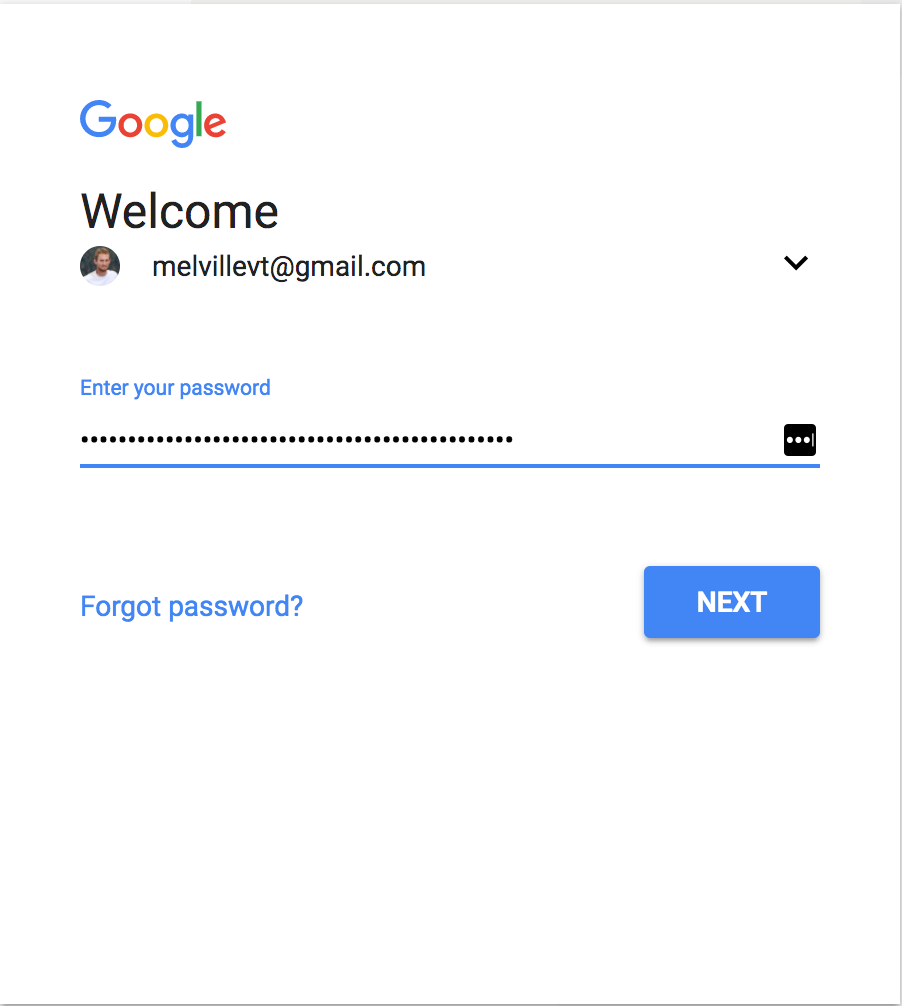 Google
Welcome
melvillevt@gmail.com
Enter your password
Forgot password?
NEXT